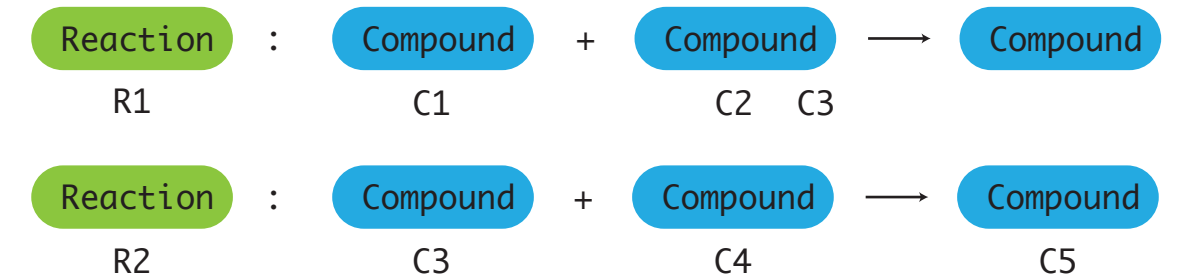 Reaction : Compound + Compound ⟶ Compound
R1 C1 C2 C3
Reaction : Compound + Compound ⟶ Compound
R2 C3 C4 C5